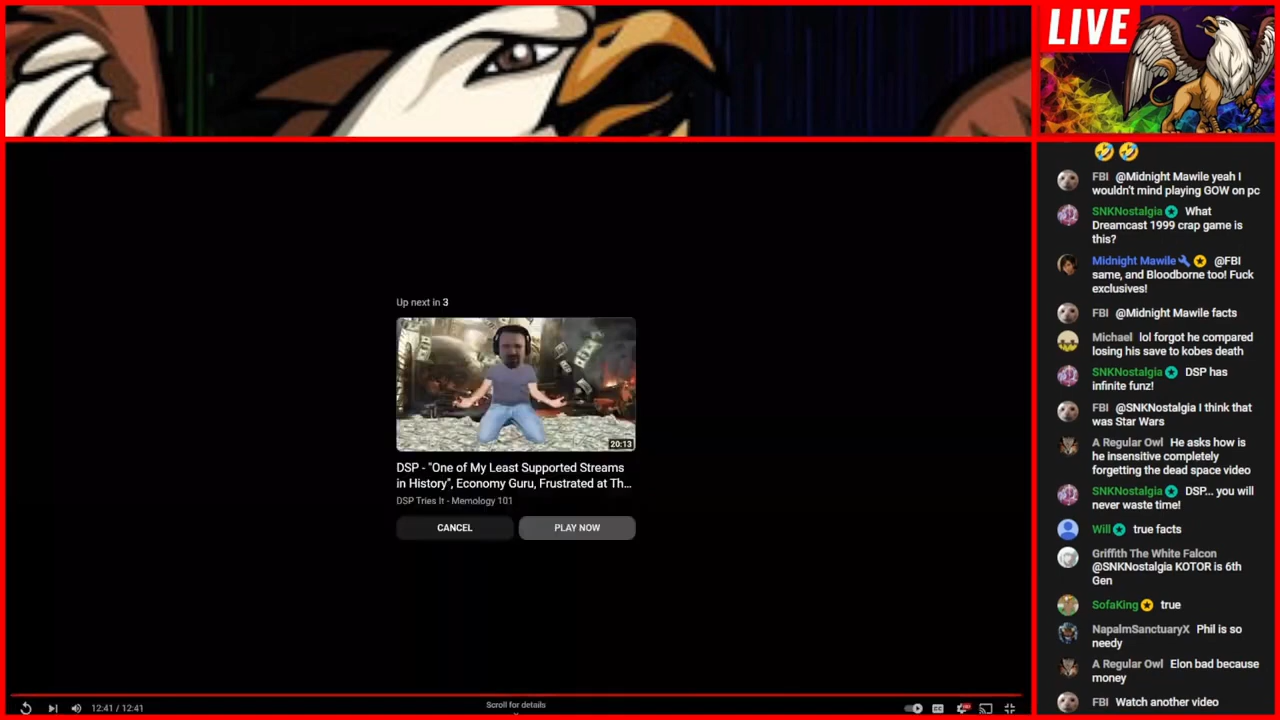 LIVE
Up next in 3
20:13
DSP - "One of My Least Supported Streams
in History", Economy Guru, Frustrated at Th...
DSP Tries It - Memology 101
CANCEL
PLAY NOW
12:41 / 12:41
Scroll for details
FBI @Midnight Mawile yeah I
wouldn't mind playing GOW on pc
SNKNostalgia What
Dreamcast 1999 crap game is
this?
Midnight Mawile @FBI
same, and Bloodborne too! Fuck
exclusives!
FBI @Midnight Mawile facts
Michael lol forgot he compared
losing his save to kobes death
SNKNostalgia DSP has
infinite funz!
FBI @SNKNostalgia I think that
was Star Wars
A Regular Owl He asks how is
he insensitive completely
forgetting the dead space video
SNKNostalgia DSP... you will
never waste time!
Will true facts
Griffith The White Falcon
@SNKNostalgia KOTOR is 6th
Gen
SofaKing true
NapalmSanctuaryX Phil is so
needy
A Regular Owl Elon bad because
money
FBI Watch another video